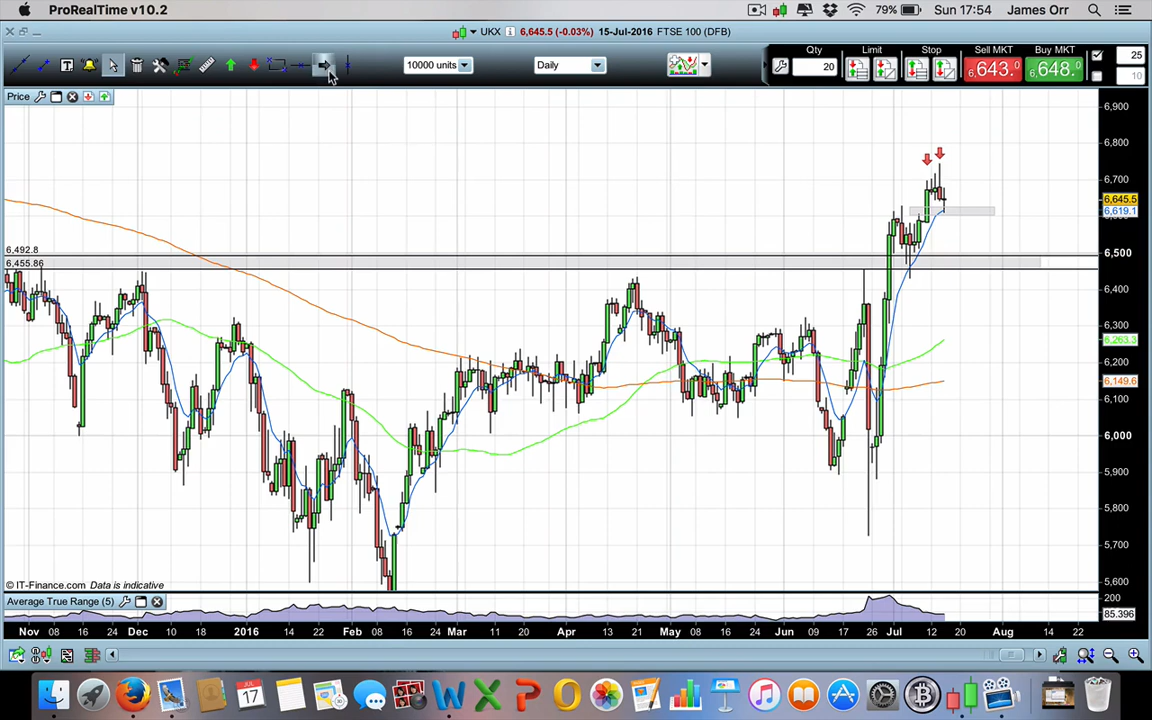 ProRealTime v10.2 79% Sun 17:54 James Orr
UKX 6,645.5 (-0.03%) 15-Jul-2016 FTSE 100 (DFB)
Qty Limit Stop Sell MKT Buy MKT
10000 units Daily 20 6,643.0 6,648.0 25
10
Price
6,900
6,800
6,700
6,645.5
6,619.1
6,492.8
6,500
6,455.86
6,400
6,300
6,263.3
6,200
6,149.6
6,100
6,000
5,900
5,800
5,700
5,600
© IT-Finance.com Data is indicative
Average True Range (5)
200
85.396
Nov 08 16 24 Dec 10 18 2016 14 22 Feb 08 16 24 Mar 11 23 Apr 13 21 May 08 16 24 Jun 09 17 26 Jul 12 20 Aug 14 22
JUL
17